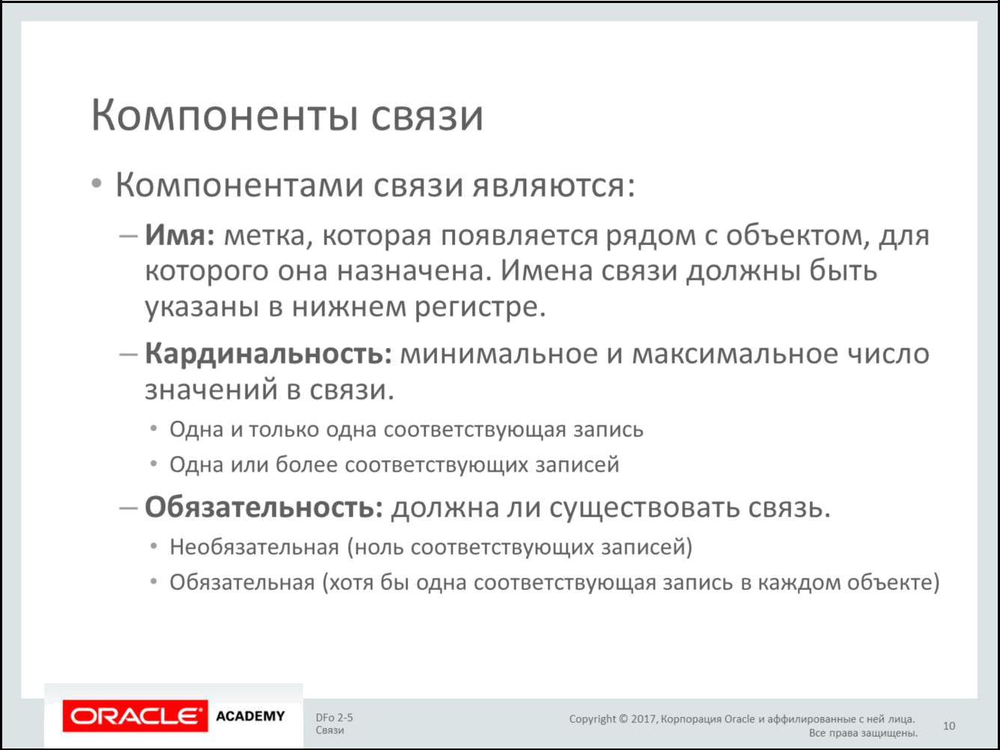 Компоненты связи
• Компонентами связи являются:
– Имя: метка, которая появляется рядом с объектом, для
которого она назначена. Имена связи должны быть
указаны в нижнем регистре.
– Кардинальность: минимальное и максимальное число
значений в связи.
• Одна и только одна соответствующая запись
• Одна или более соответствующих записей
– Обязательность: должна ли существовать связь.
• Необязательная (ноль соответствующих записей)
• Обязательная (хотя бы одна соответствующая запись в каждом объекте)
ORACLE® ACADEMY
DFo 2-5
Связи
Copyright © 2017, Корпорация Oracle и аффилированные с ней лица.
Все права защищены.
10